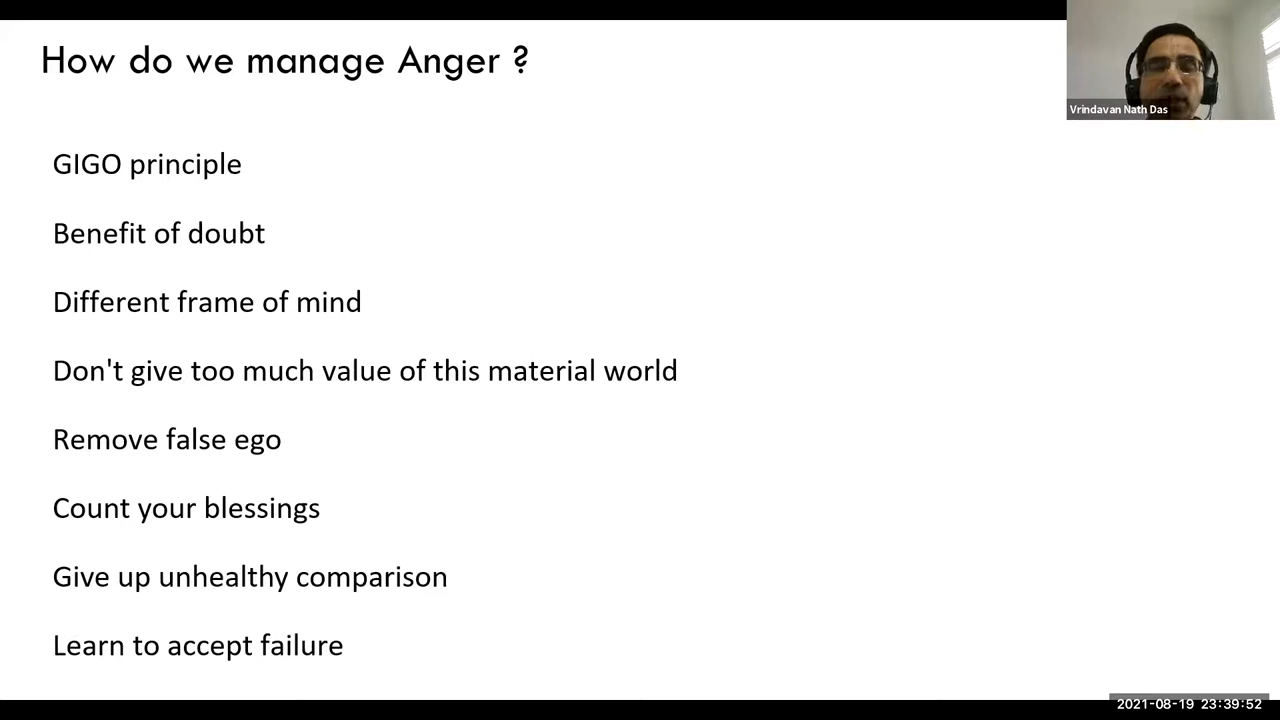 How do we manage Anger ?
Vrindavan Nath Das
GIGO principle
Benefit of doubt
Different frame of mind
Don't give too much value of this material world
Remove false ego
Count your blessings
Give up unhealthy comparison
Learn to accept failure
2021-08-19 23:39:52